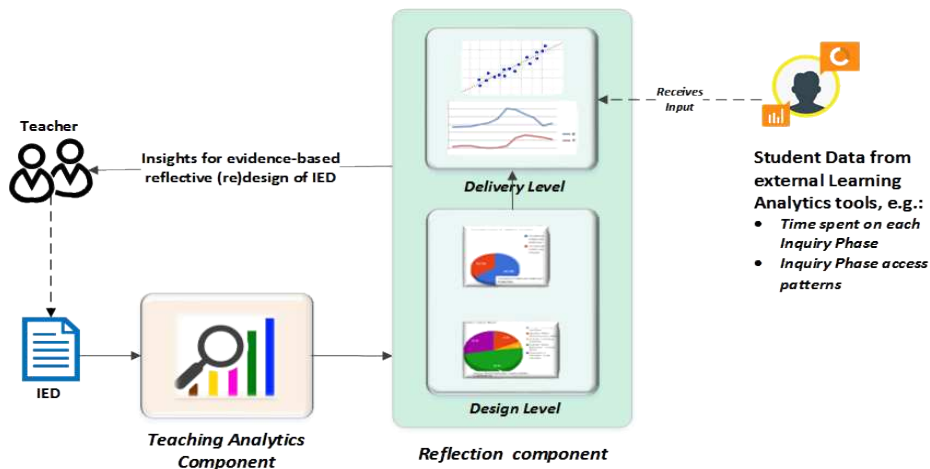 Teacher
Insights for evidence-based
reflective (re)design of IED
IED
Teaching Analytics
Component
Delivery Level
Design Level
Reflection component
Receives
Input
Student Data from
external Learning
Analytics tools, e.g.:
• Time spent on each
Inquiry Phase
• Inquiry Phase access
patterns